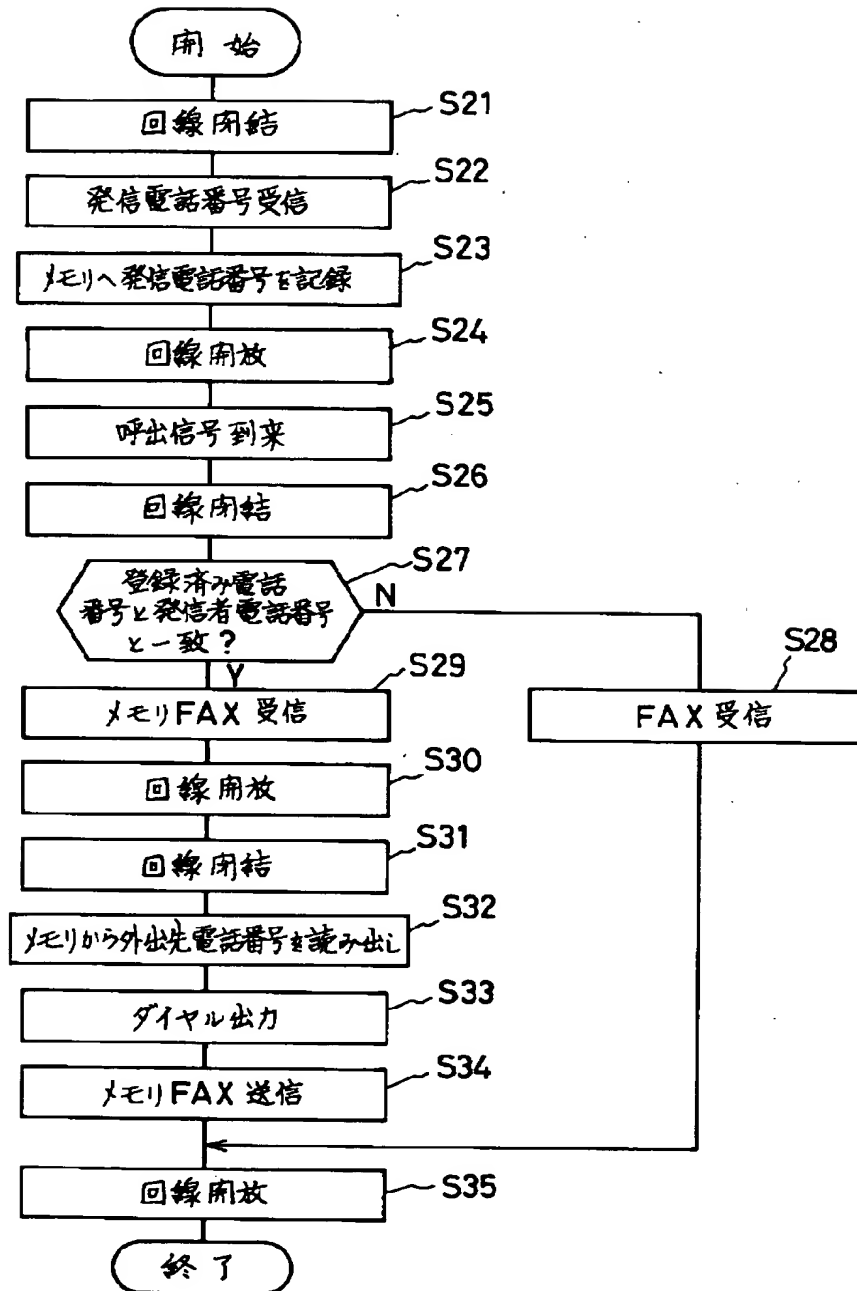 開始
回線閉結
S21
発信電話番号受信
S22
メモリへ発信電話番号を記録
S23
回線開放
S24
呼出信号到来
S25
回線閉結
S26
登録済み電話
番号と発信者電話番号
と一致?
S27
N
Y
メモリFAX 受信
S29
FAX 受信
S28
回線開放
S30
回線閉結
S31
メモリから外出先電話番号を読み出し
S32
ダイヤル出力
S33
メモリFAX 送信
S34
回線開放
S35
終了